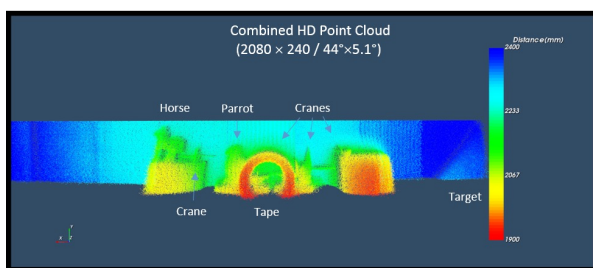 Combined HD Point Cloud
(2080 × 240 / 44°×5.1°)
Distance(mm)
2400
Horse
Parrot
Cranes
2233
2067
Crane
Tape
Target
1900
Y
X
Z